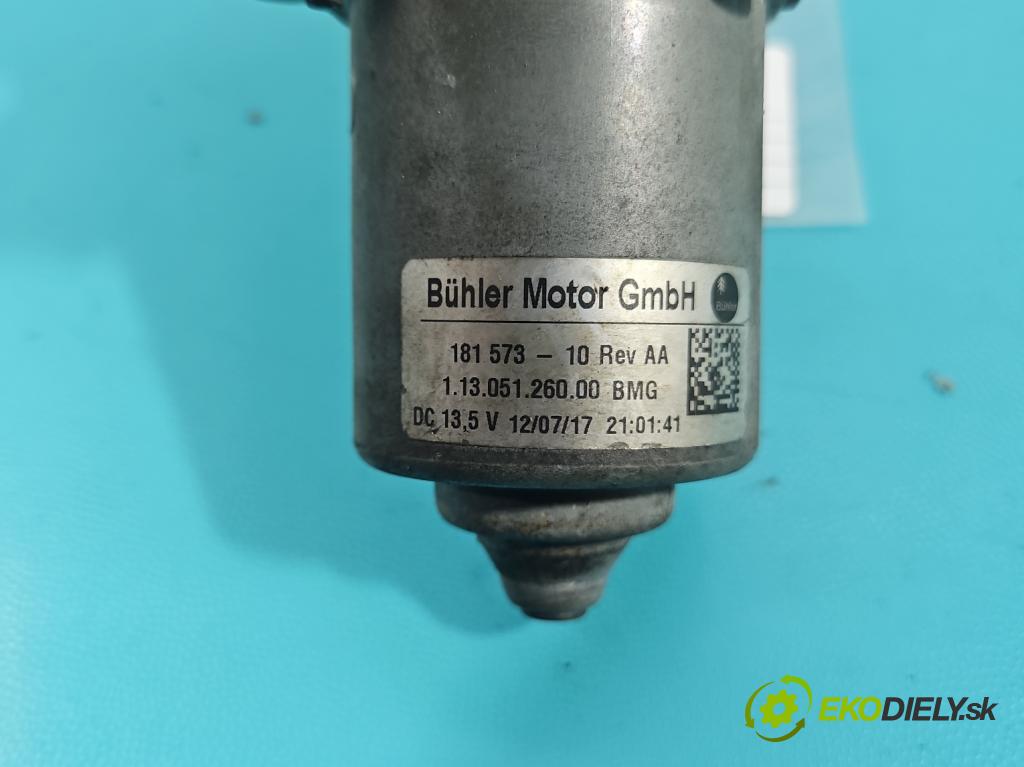 Bühler Motor GmbH
Bühler
181 573 - 10 Rev AA
1.13.051.260.00 BMG
DC 13,5 V 12/07/17 21:01:41
EKODIELY.sk